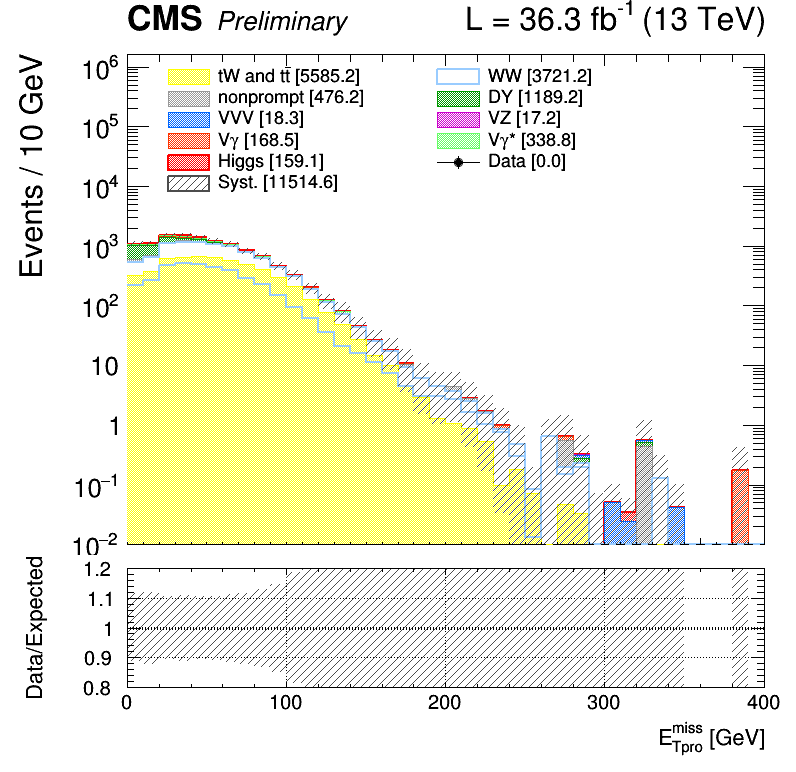 CMS Preliminary L = 36.3 fb⁻¹ (13 TeV)
Events / 10 GeV
10⁶
10⁵
10⁴
10³
10²
10
1
10⁻¹
10⁻²
tW and tt̄ [5585.2]
nonprompt [476.2]
VVV [18.3]
Vγ [168.5]
Higgs [159.1]
Syst. [11514.6]
WW [3721.2]
DY [1189.2]
VZ [17.2]
Vγ* [338.8]
Data [0.0]
Data/Expected
1.2
1.1
1
0.9
0.8
0 100 200 300 400
E_Tpro^miss [GeV]